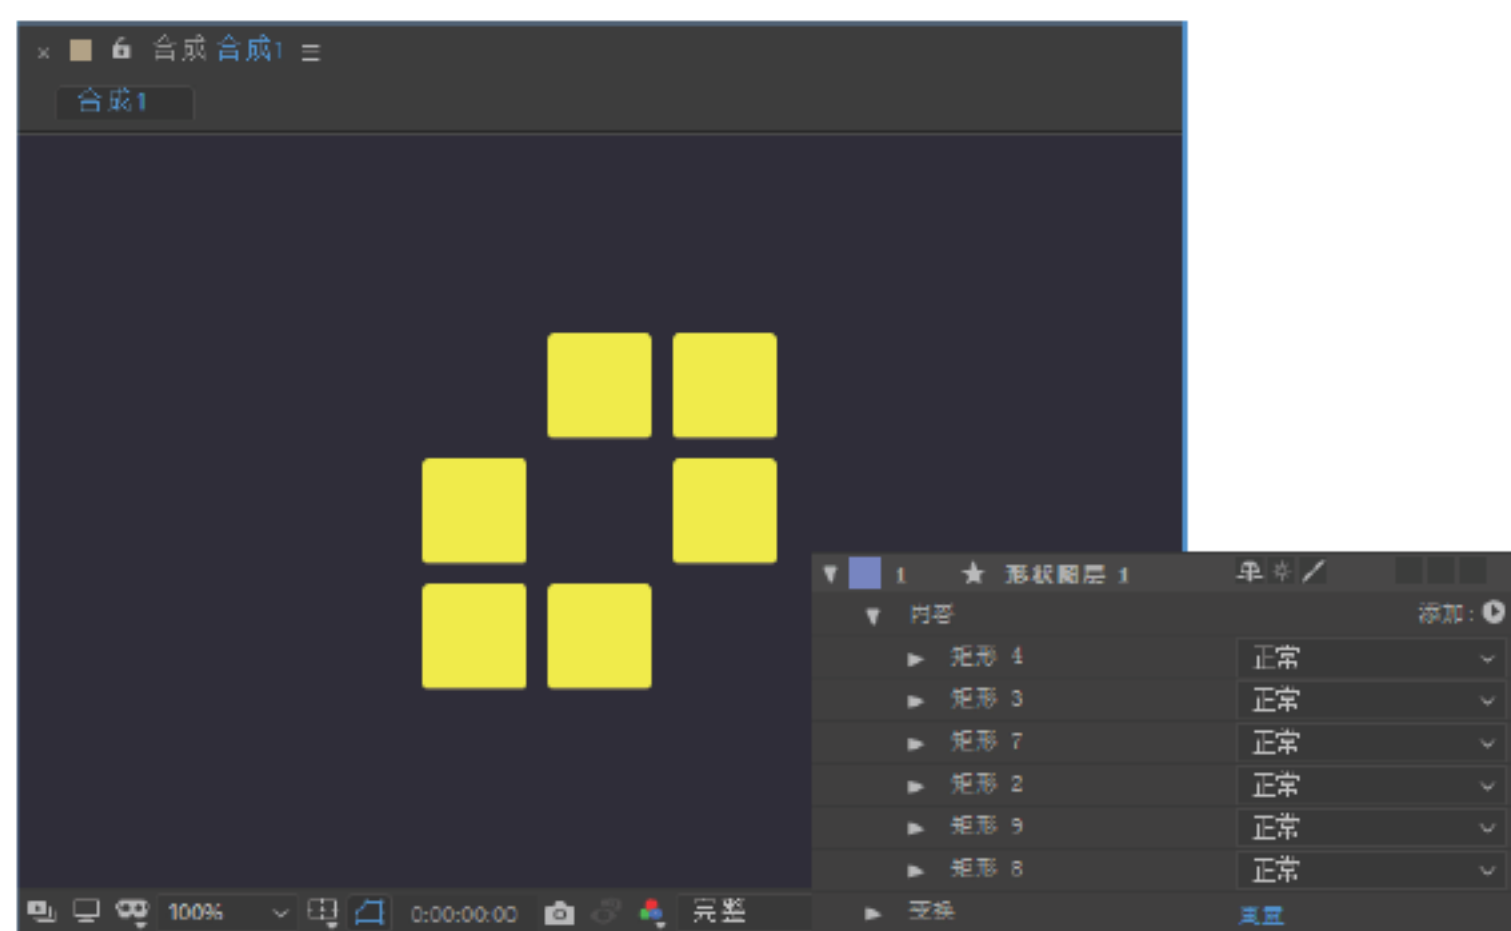 × 合成 合成1 ≡
合成1
1 ★ 形状图层 1
内容 添加:
矩形 4 正常
矩形 3 正常
矩形 7 正常
矩形 2 正常
矩形 9 正常
矩形 8 正常
变换 重置
100% 0:00:00:00 完整